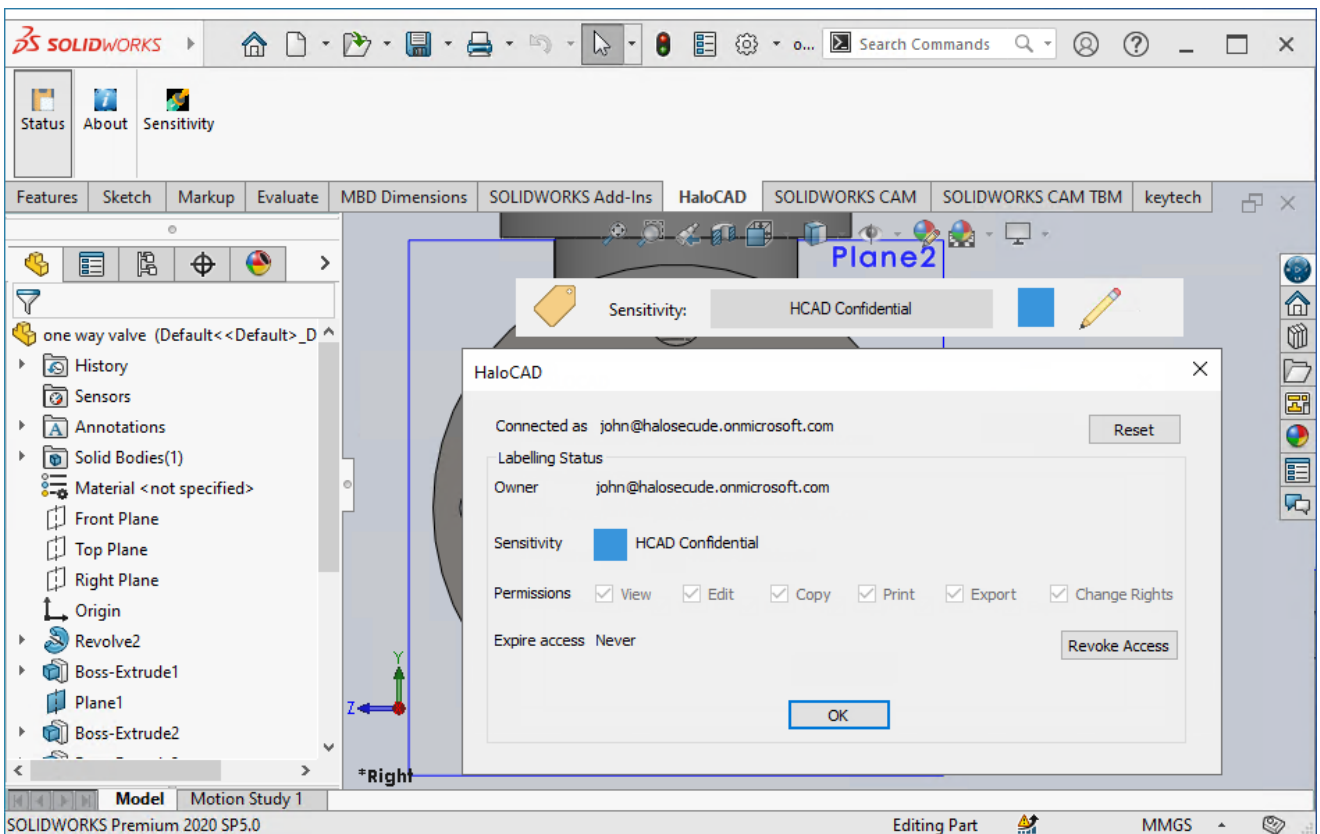 SOLIDWORKS
o... Search Commands
Status About Sensitivity
Features Sketch Markup Evaluate MBD Dimensions SOLIDWORKS Add-Ins HaloCAD SOLIDWORKS CAM SOLIDWORKS CAM TBM keytech
Plane2
Sensitivity: HCAD Confidential
one way valve (Default<<Default>_D
History
Sensors
Annotations
Solid Bodies(1)
Material <not specified>
Front Plane
Top Plane
Right Plane
Origin
Revolve2
Boss-Extrude1
Plane1
Boss-Extrude2
HaloCAD
Connected as john@halosecude.onmicrosoft.com Reset
Labelling Status
Owner john@halosecude.onmicrosoft.com
Sensitivity HCAD Confidential
Permissions View Edit Copy Print Export Change Rights
Expire access Never Revoke Access
OK
Y
Z
*Right
Model Motion Study 1
SOLIDWORKS Premium 2020 SP5.0 Editing Part MMGS